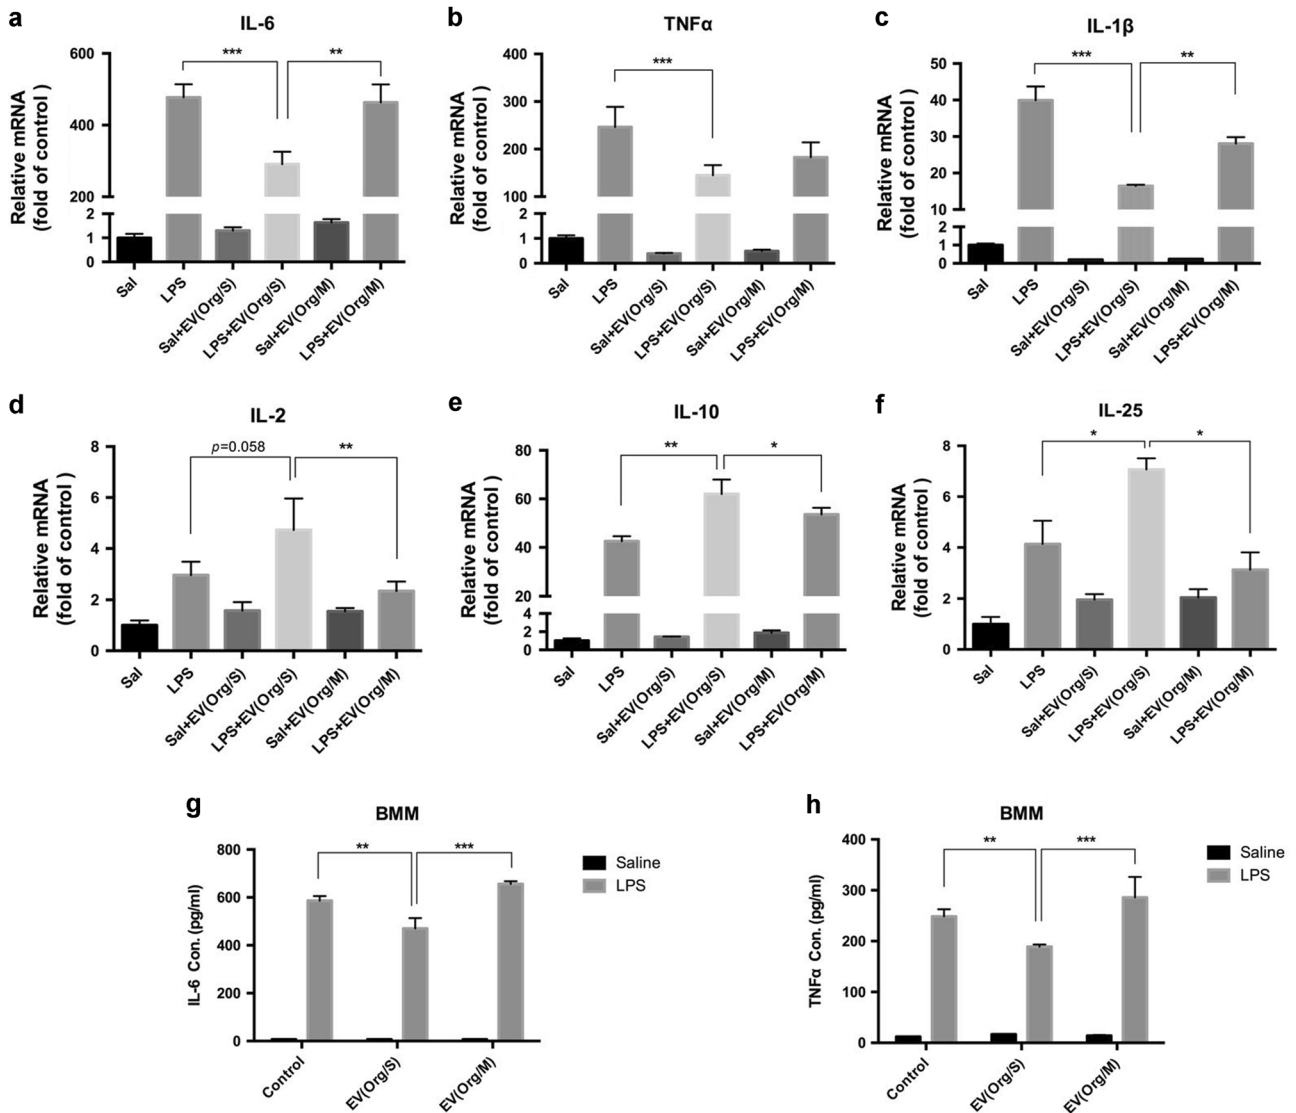 a
IL-6
Relative mRNA
(fold of control )
600
400
200
2
1
0
***
**
Sal
LPS
Sal+EV(Org/S)
LPS+EV(Org/S)
Sal+EV(Org/M)
LPS+EV(Org/M)
b
TNFα
Relative mRNA
(fold of control )
400
300
200
100
2
1
0
***
Sal
LPS
Sal+EV(Org/S)
LPS+EV(Org/S)
Sal+EV(Org/M)
LPS+EV(Org/M)
c
IL-1β
Relative mRNA
(fold of control )
50
40
30
20
10
2
1
0
***
**
Sal
LPS
Sal+EV(Org/S)
LPS+EV(Org/S)
Sal+EV(Org/M)
LPS+EV(Org/M)
d
IL-2
Relative mRNA
(fold of control )
8
6
4
2
0
p=0.058
**
Sal
LPS
Sal+EV(Org/S)
LPS+EV(Org/S)
Sal+EV(Org/M)
LPS+EV(Org/M)
e
IL-10
Relative mRNA
(fold of control )
80
60
40
20
4
2
0
**
*
Sal
LPS
Sal+EV(Org/S)
LPS+EV(Org/S)
Sal+EV(Org/M)
LPS+EV(Org/M)
f
IL-25
Relative mRNA
(fold of control )
8
6
4
2
0
*
*
Sal
LPS
Sal+EV(Org/S)
LPS+EV(Org/S)
Sal+EV(Org/M)
LPS+EV(Org/M)
g
BMM
IL-6 Con. (pg/ml)
800
600
400
200
0
**
***
Control
EV(Org/S)
EV(Org/M)
Saline
LPS
h
BMM
TNFα Con. (pg/ml)
400
300
200
100
0
**
***
Control
EV(Org/S)
EV(Org/M)
Saline
LPS